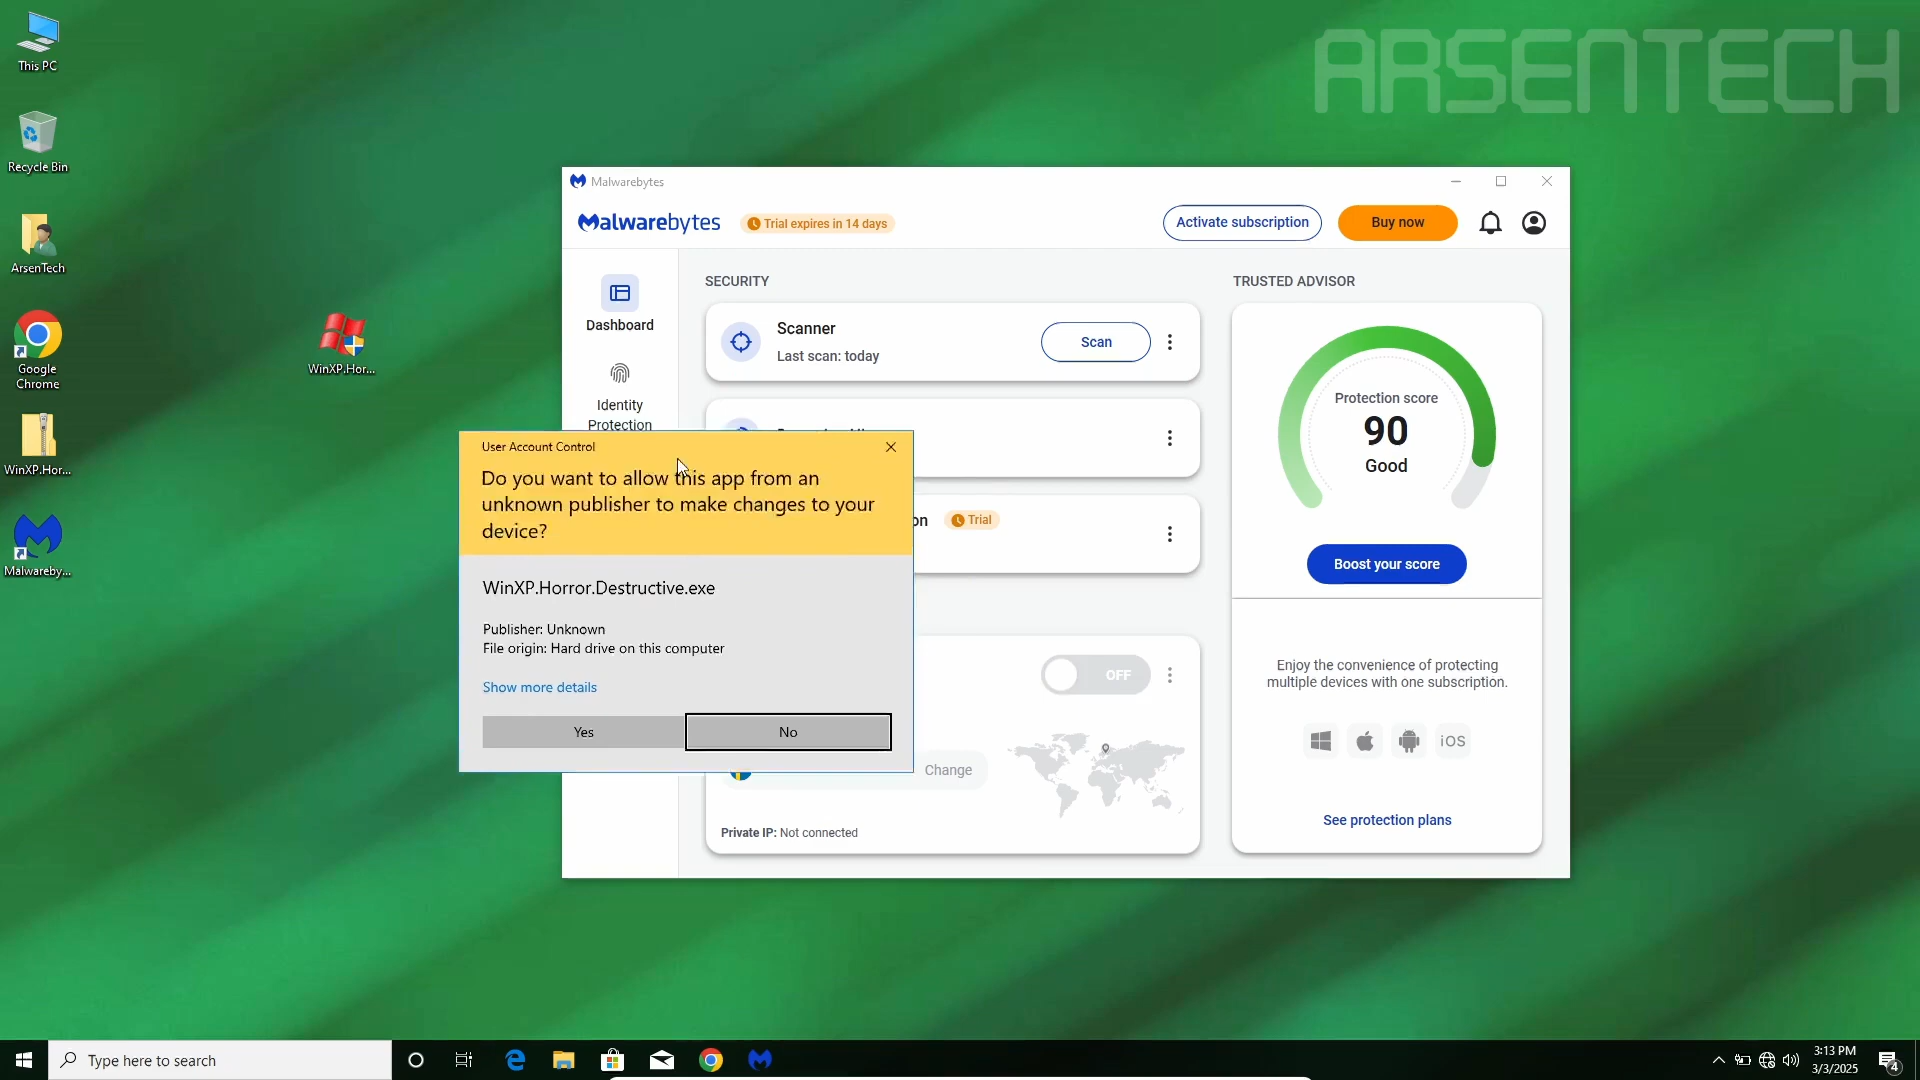 ARSENTECH
This PC
Recycle Bin
ArsenTech
Google
Chrome
WinXP.Hor...
Malwareby...
WinXP.Hor...
Malwarebytes
Malwarebytes
Trial expires in 14 days
Activate subscription
Buy now
Dashboard
Identity
Protection
SECURITY
Scanner
Last scan: today
Scan
on
Trial
OFF
Change
Private IP: Not connected
TRUSTED ADVISOR
Protection score
90
Good
Boost your score
Enjoy the convenience of protecting
multiple devices with one subscription.
iOS
See protection plans
User Account Control
Do you want to allow this app from an
unknown publisher to make changes to your
device?
WinXP.Horror.Destructive.exe
Publisher: Unknown
File origin: Hard drive on this computer
Show more details
Yes
No
Type here to search
3:13 PM
3/3/2025
4